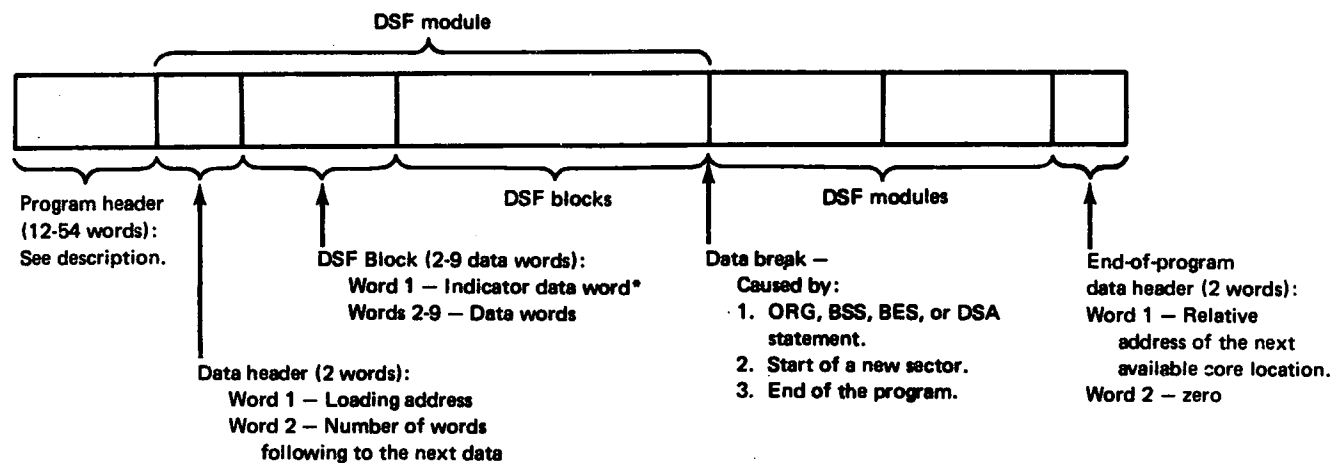 DSF module
Program header
(12-54 words):
See description.
DSF blocks
DSF modules
DSF Block (2-9 data words):
Word 1 — Indicator data word*
Words 2-9 — Data words
Data break —
Caused by:
1. ORG, BSS, BES, or DSA
statement.
2. Start of a new sector.
3. End of the program.
End-of-program
data header (2 words):
Word 1 — Relative
address of the next
available core location.
Word 2 — zero
Data header (2 words):
Word 1 — Loading address
Word 2 — Number of words
following to the next data